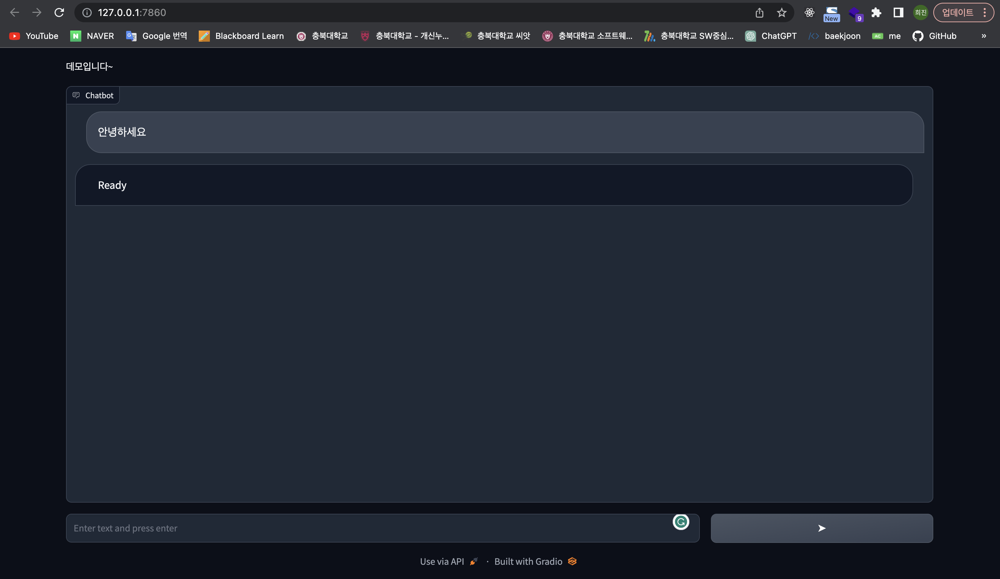 127.0.0.1:7860
New
9
희진
업데이트
YouTube
NAVER
Google 번역
Blackboard Learn
충북대학교
충북대학교 - 개신누...
충북대학교 씨앗
충북대학교 소프트웨...
충북대학교 SW중심...
ChatGPT
baekjoon
AC
me
GitHub
»
데모입니다~
Chatbot
안녕하세요
Ready
Enter text and press enter
➤
Use via API · Built with Gradio